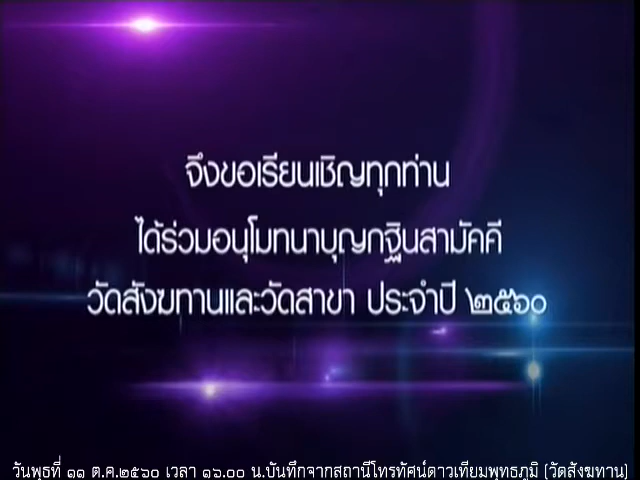 จึงขอเรียนเชิญทุกท่าน
ได้ร่วมอนุโมทนาบุญกฐินสามัคคี
วัดสังฆทานและวัดสาขา ประจำปี ๒๕๖๐
วันพุธที่ ๑๑ ต.ค.๒๕๖๐ เวลา ๑๖.๐๐ น.บันทึกจากสถานีโทรทัศน์ดาวเทียมพุทธภูมิ (วัดสังฆทาน)